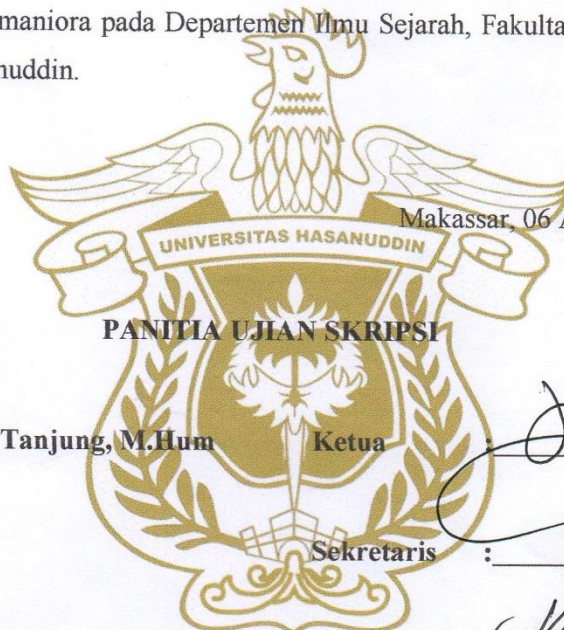 maniora pada Departemen Ilmu Sejarah, Fakulta
nuddin.
Makassar, 06 A
UNIVERSITAS HASANUDDIN
PANITIA UJIAN SKRIPSI
Tanjung, M.Hum Ketua :
Sekretaris :